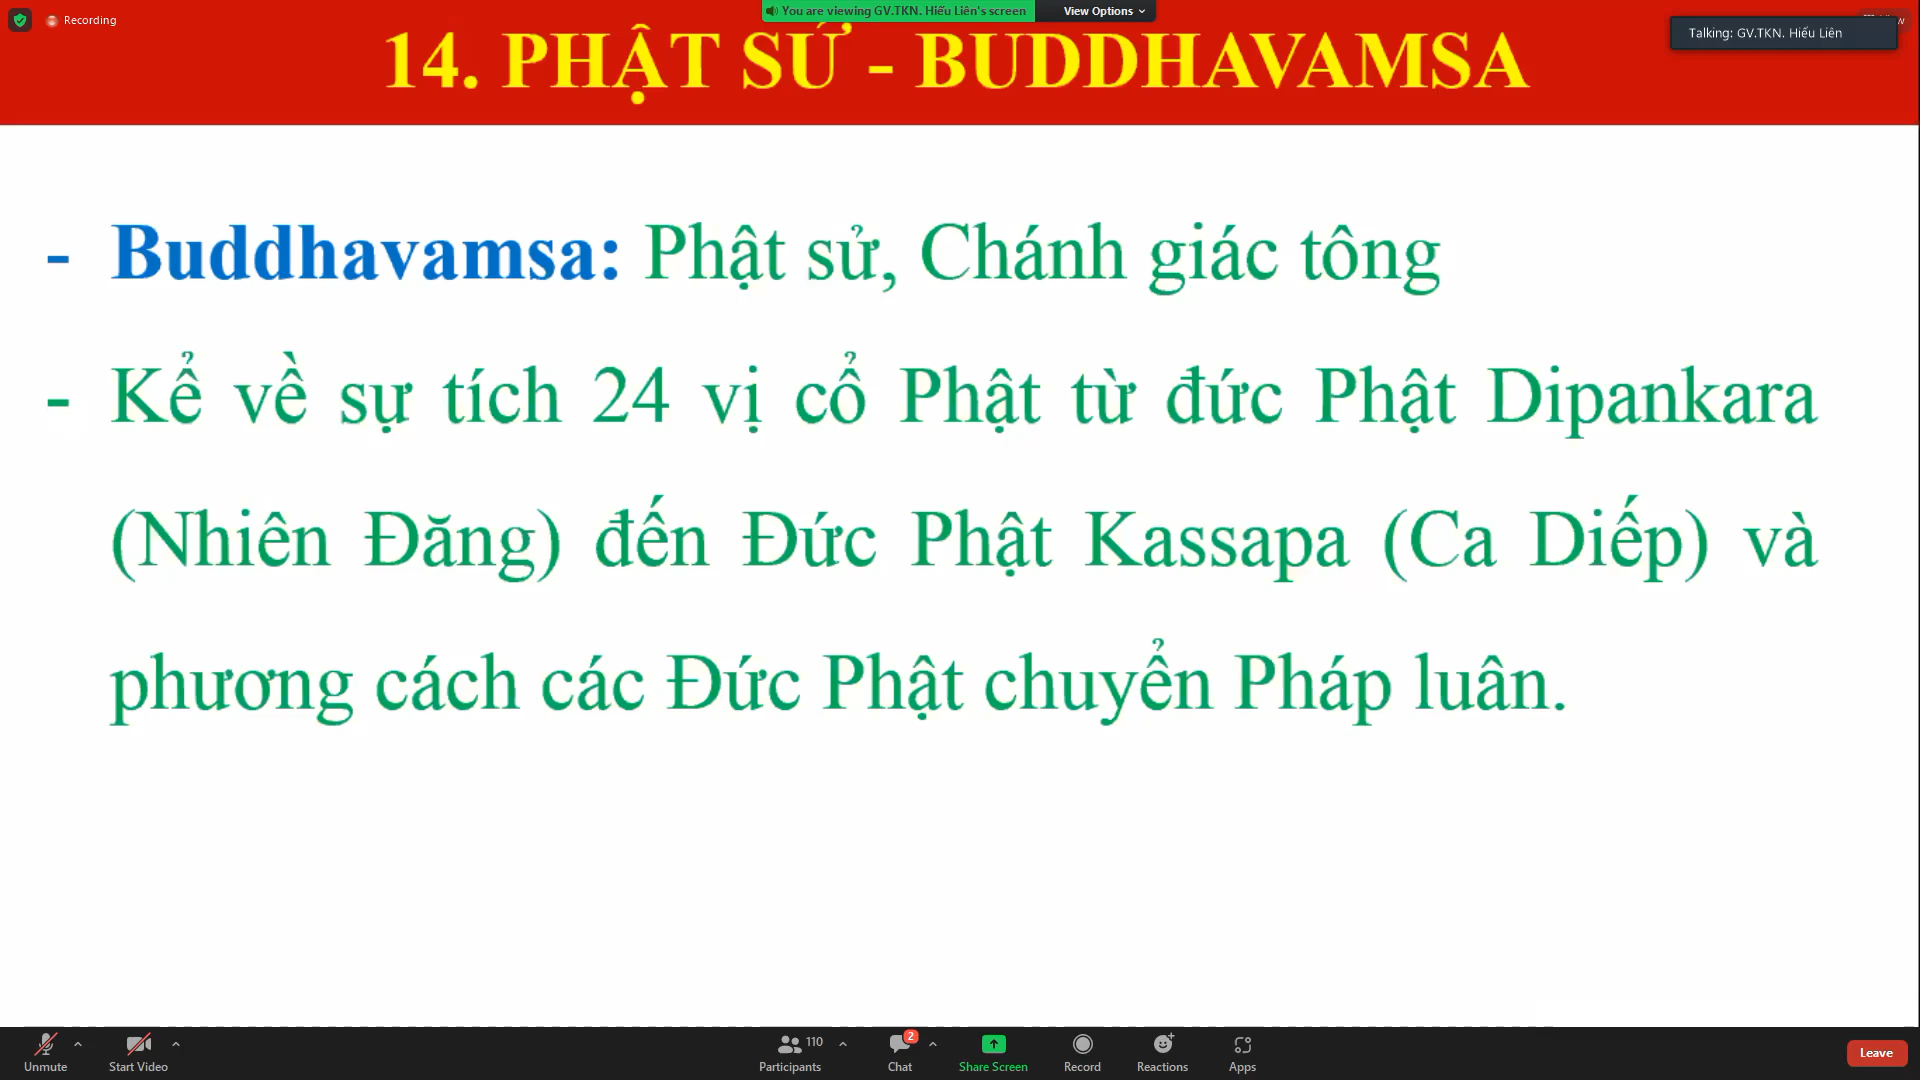 Recording
You are viewing GV.TKN. Hiếu Liên's screen
View Options
Talking: GV.TKN. Hiếu Liên
14. PHẬT SỨ - BUDDHAVAMSA
- Buddhavamsa: Phật sử, Chánh giác tông
- Kể về sự tích 24 vị cổ Phật từ đức Phật Dipankara
(Nhiên Đăng) đến Đức Phật Kassapa (Ca Diếp) và
phương cách các Đức Phật chuyển Pháp luân.
Unmute
Start Video
Participants
110
Chat
2
Share Screen
Record
Reactions
Apps
Leave